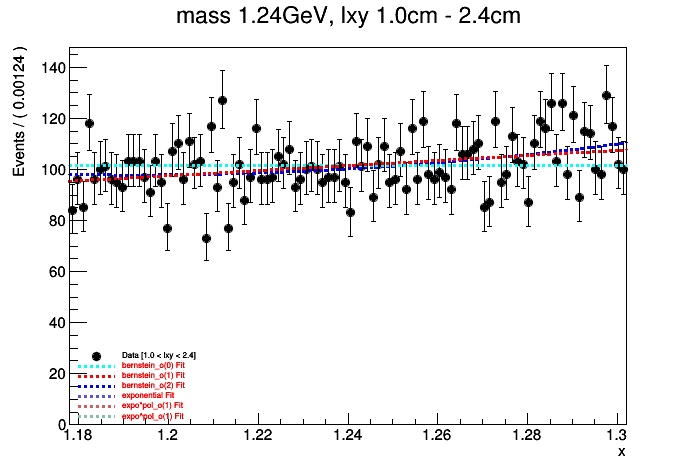 mass 1.24GeV, lxy 1.0cm - 2.4cm
Events / ( 0.00124 )
140
120
100
80
60
40
20
0
Data [1.0 < lxy < 2.4]
bernstein_o(0) Fit
bernstein_o(1) Fit
bernstein_o(2) Fit
exponential Fit
expo*pol_o(1) Fit
expo*pol_o(1) Fit
1.18 1.2 1.22 1.24 1.26 1.28 1.3
x